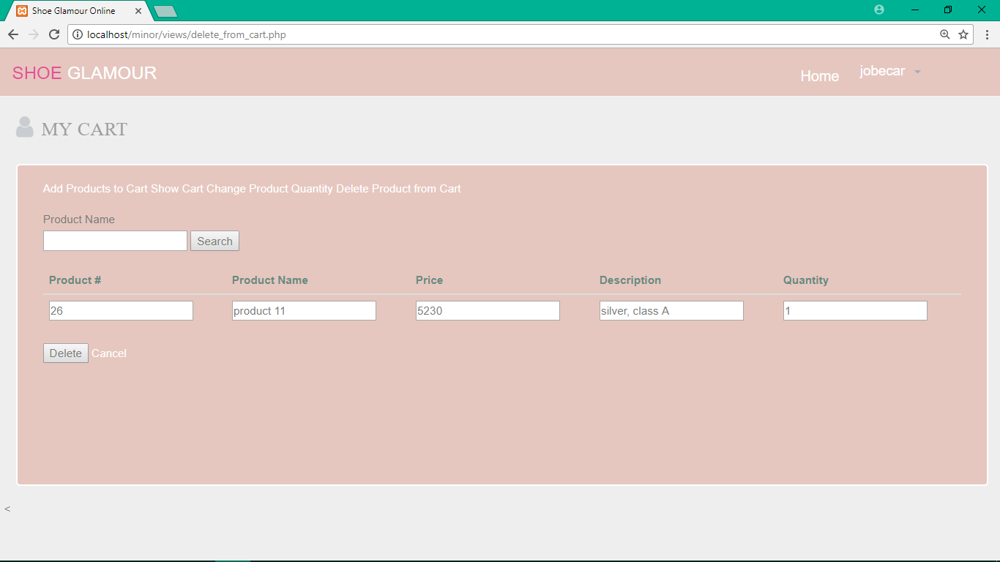 Shoe Glamour Online
localhost/minor/views/delete_from_cart.php
SHOE GLAMOUR
Home
jobecar
MY CART
Add Products to Cart Show Cart Change Product Quantity Delete Product from Cart
Product Name
Search
Product # Product Name Price Description Quantity
26 product 11 5230 silver, class A 1
Delete Cancel
<